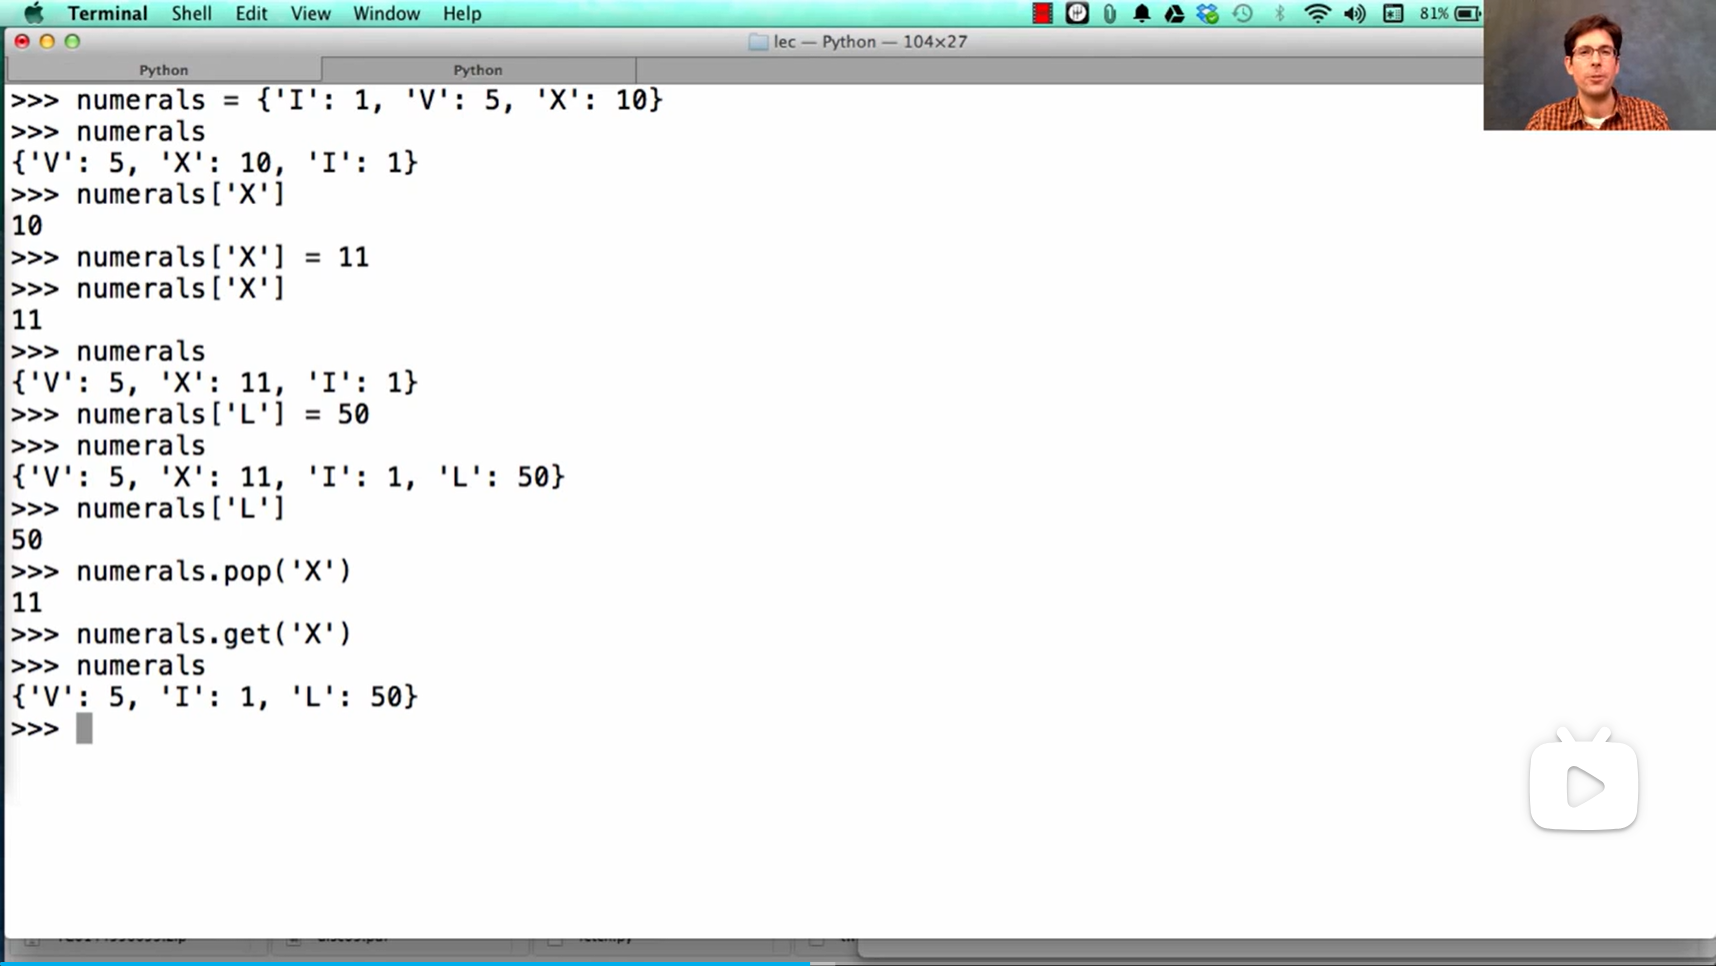 Terminal Shell Edit View Window Help 81%
lec — Python — 104×27
Python Python
>>> numerals = {'I': 1, 'V': 5, 'X': 10}
>>> numerals
{'V': 5, 'X': 10, 'I': 1}
>>> numerals['X']
10
>>> numerals['X'] = 11
>>> numerals['X']
11
>>> numerals
{'V': 5, 'X': 11, 'I': 1}
>>> numerals['L'] = 50
>>> numerals
{'V': 5, 'X': 11, 'I': 1, 'L': 50}
>>> numerals['L']
50
>>> numerals.pop('X')
11
>>> numerals.get('X')
>>> numerals
{'V': 5, 'I': 1, 'L': 50}
>>>